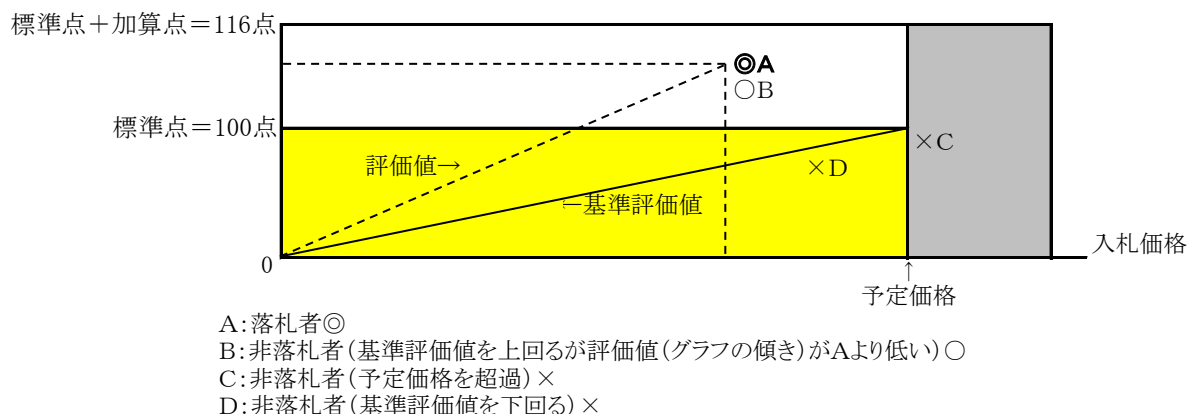 標準点＋加算点＝116点
◎A
○B
標準点＝100点
×C
評価値→
×D
←基準評価値
入札価格
0
↑
予定価格
A：落札者◎
B：非落札者（基準評価値を上回るが評価値（グラフの傾き）がAより低い）○
C：非落札者（予定価格を超過）×
D：非落札者（基準評価値を下回る）×